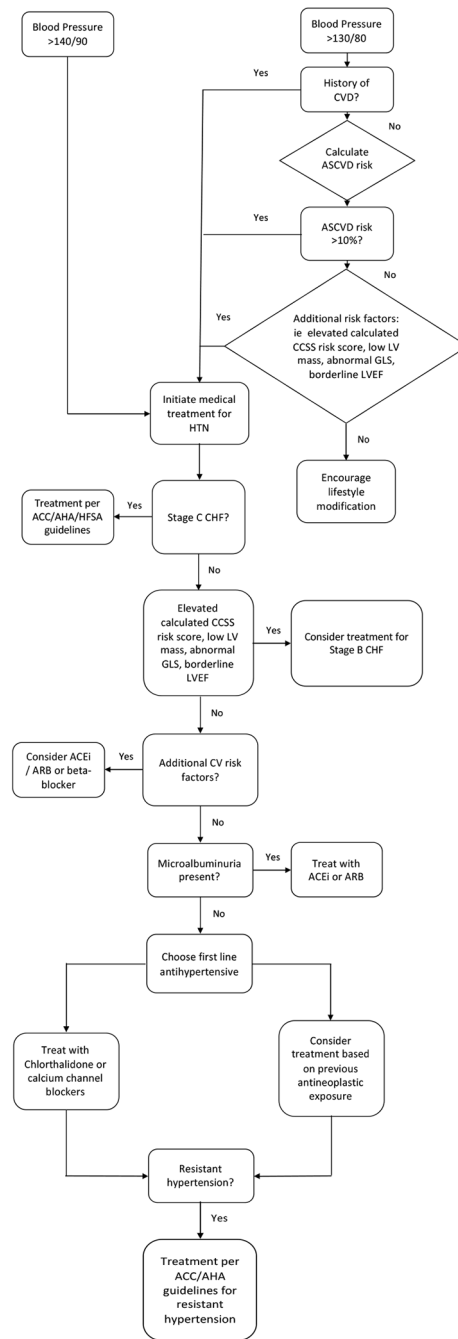 Blood Pressure
>140/90
Blood Pressure
>130/80
Yes
History of
CVD?
No
Calculate
ASCVD risk
Yes
ASCVD risk
>10%?
No
Yes
Additional risk factors:
ie elevated calculated
CCSS risk score, low LV
mass, abnormal GLS,
borderline LVEF
Initiate medical
treatment for
HTN
No
Encourage
lifestyle
modification
Treatment per
ACC/AHA/HFSA
guidelines
Yes
Stage C CHF?
No
Elevated
calculated CCSS
risk score, low LV
mass, abnormal
GLS, borderline
LVEF
Yes
Consider treatment for
Stage B CHF
No
Consider ACEi
/ ARB or beta-
blocker
Yes
Additional CV risk
factors?
No
Microalbuminuria
present?
Yes
Treat with
ACEi or ARB
No
Choose first line
antihypertensive
Treat with
Chlorthalidone or
calcium channel
blockers
Consider
treatment based
on previous
antineoplastic
exposure
Resistant
hypertension?
Yes
Treatment per
ACC/AHA
guidelines for
resistant
hypertension